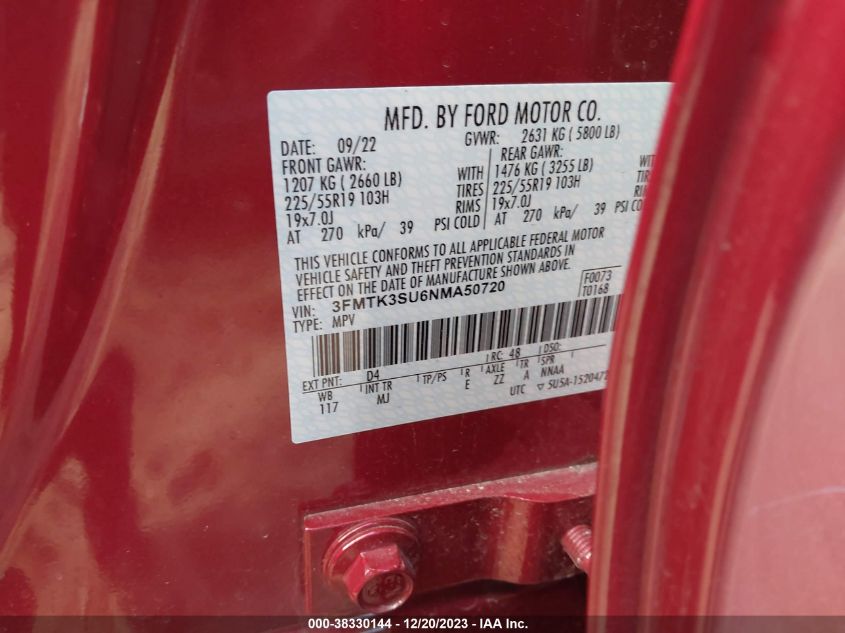 MFD. BY FORD MOTOR CO.
DATE: 09/22 GVWR: 2631 KG ( 5800 LB)
FRONT GAWR: REAR GAWR:
1207 KG ( 2660 LB) WITH 1476 KG ( 3255 LB) WITH
225/55R19 103H TIRES 225/55R19 103H
19x7.0J RIMS 19x7.0J
AT 270 kPa/ 39 PSI COLD AT 270 kPa/ 39 PSI COLD
THIS VEHICLE CONFORMS TO ALL APPLICABLE FEDERAL MOTOR
VEHICLE SAFETY AND THEFT PREVENTION STANDARDS IN
EFFECT ON THE DATE OF MANUFACTURE SHOWN ABOVE.
VIN: 3FMTK3SU6NMA50720 F0073
TYPE: MPV T0168
EXT PNT: D4 RC: 48 DSO:
WB INT TR TP/PS R AXLE TR SPR
117 MJ E ZZ A NNAA
UTC ▽ 5U5A-1520472
000-38330144 - 12/20/2023 - IAA Inc.